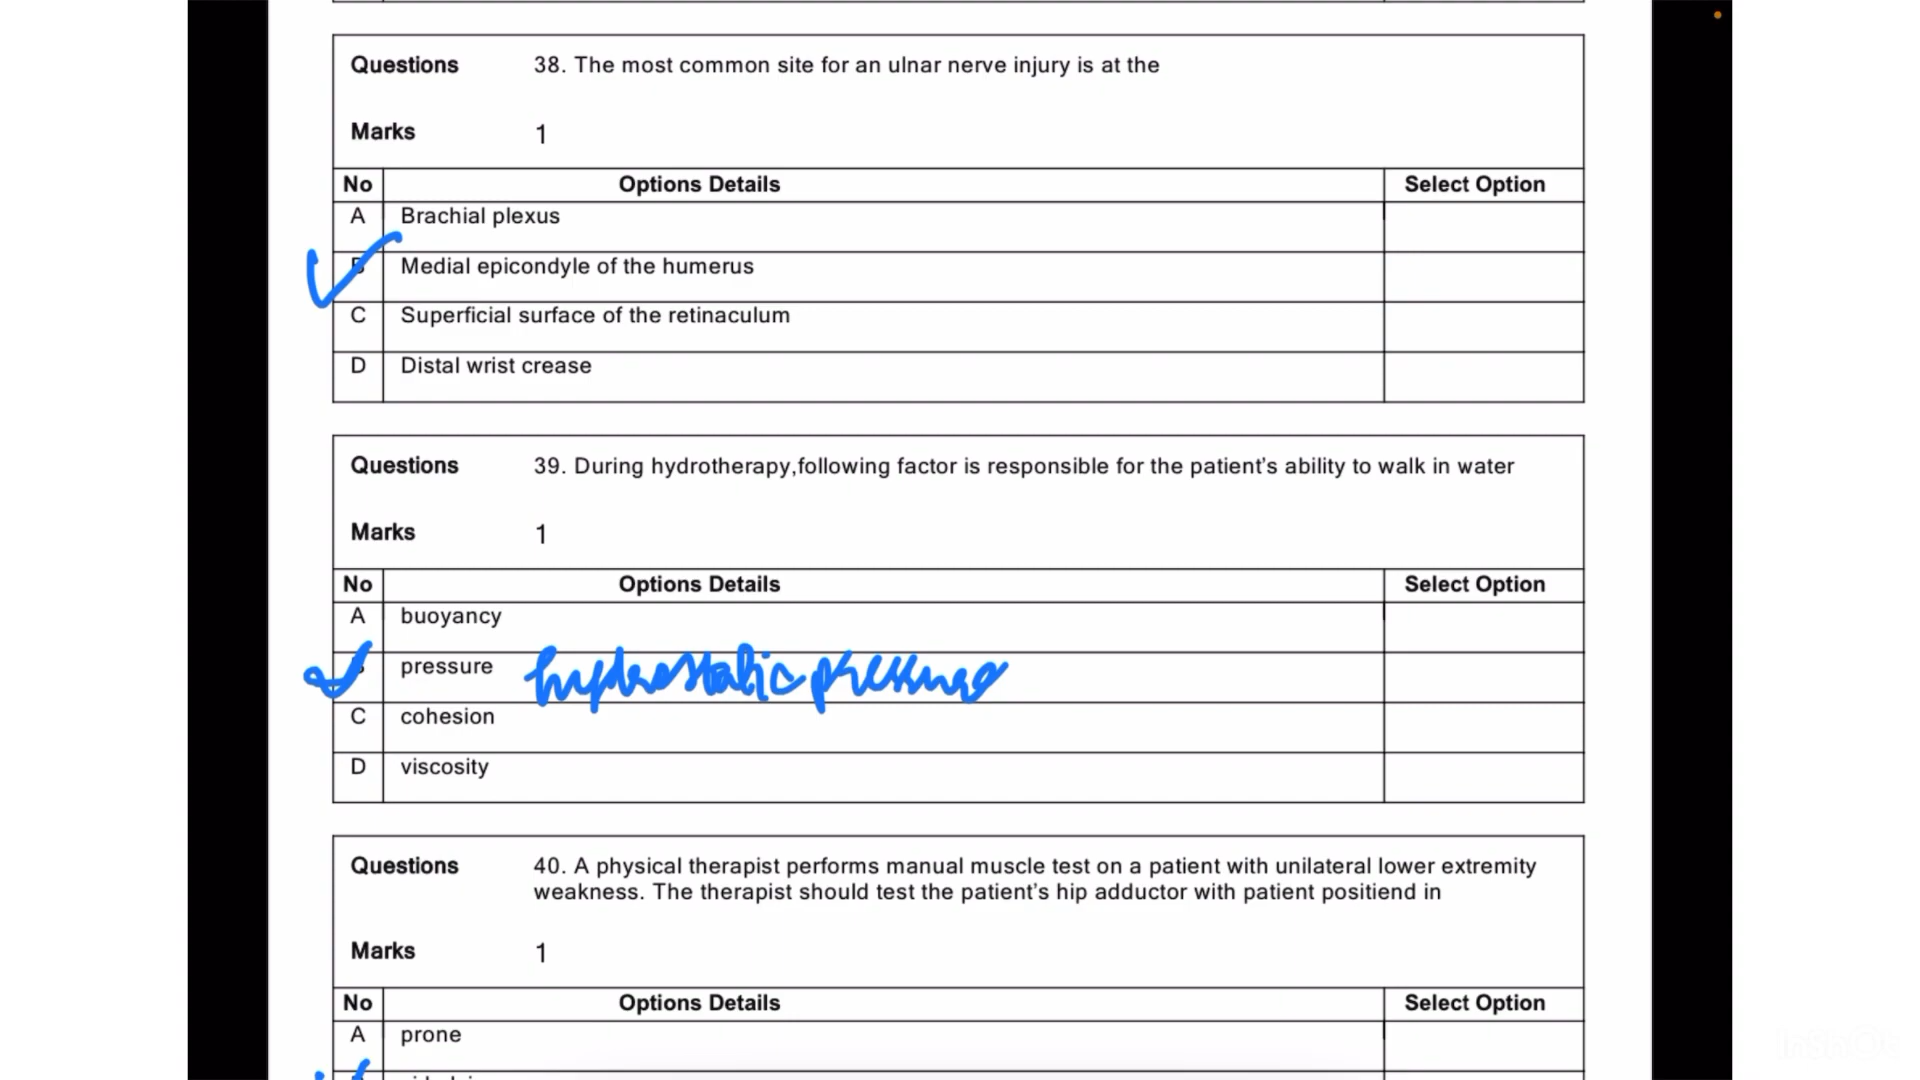 Questions 38. The most common site for an ulnar nerve injury is at the
Marks 1
No Options Details Select Option
A Brachial plexus
B Medial epicondyle of the humerus
C Superficial surface of the retinaculum
D Distal wrist crease
Questions 39. During hydrotherapy,following factor is responsible for the patient's ability to walk in water
Marks 1
No Options Details Select Option
A buoyancy
pressure hydrostatic pressure
C cohesion
D viscosity
Questions 40. A physical therapist performs manual muscle test on a patient with unilateral lower extremity
weakness. The therapist should test the patient's hip adductor with patient positiend in
Marks 1
No Options Details Select Option
A prone